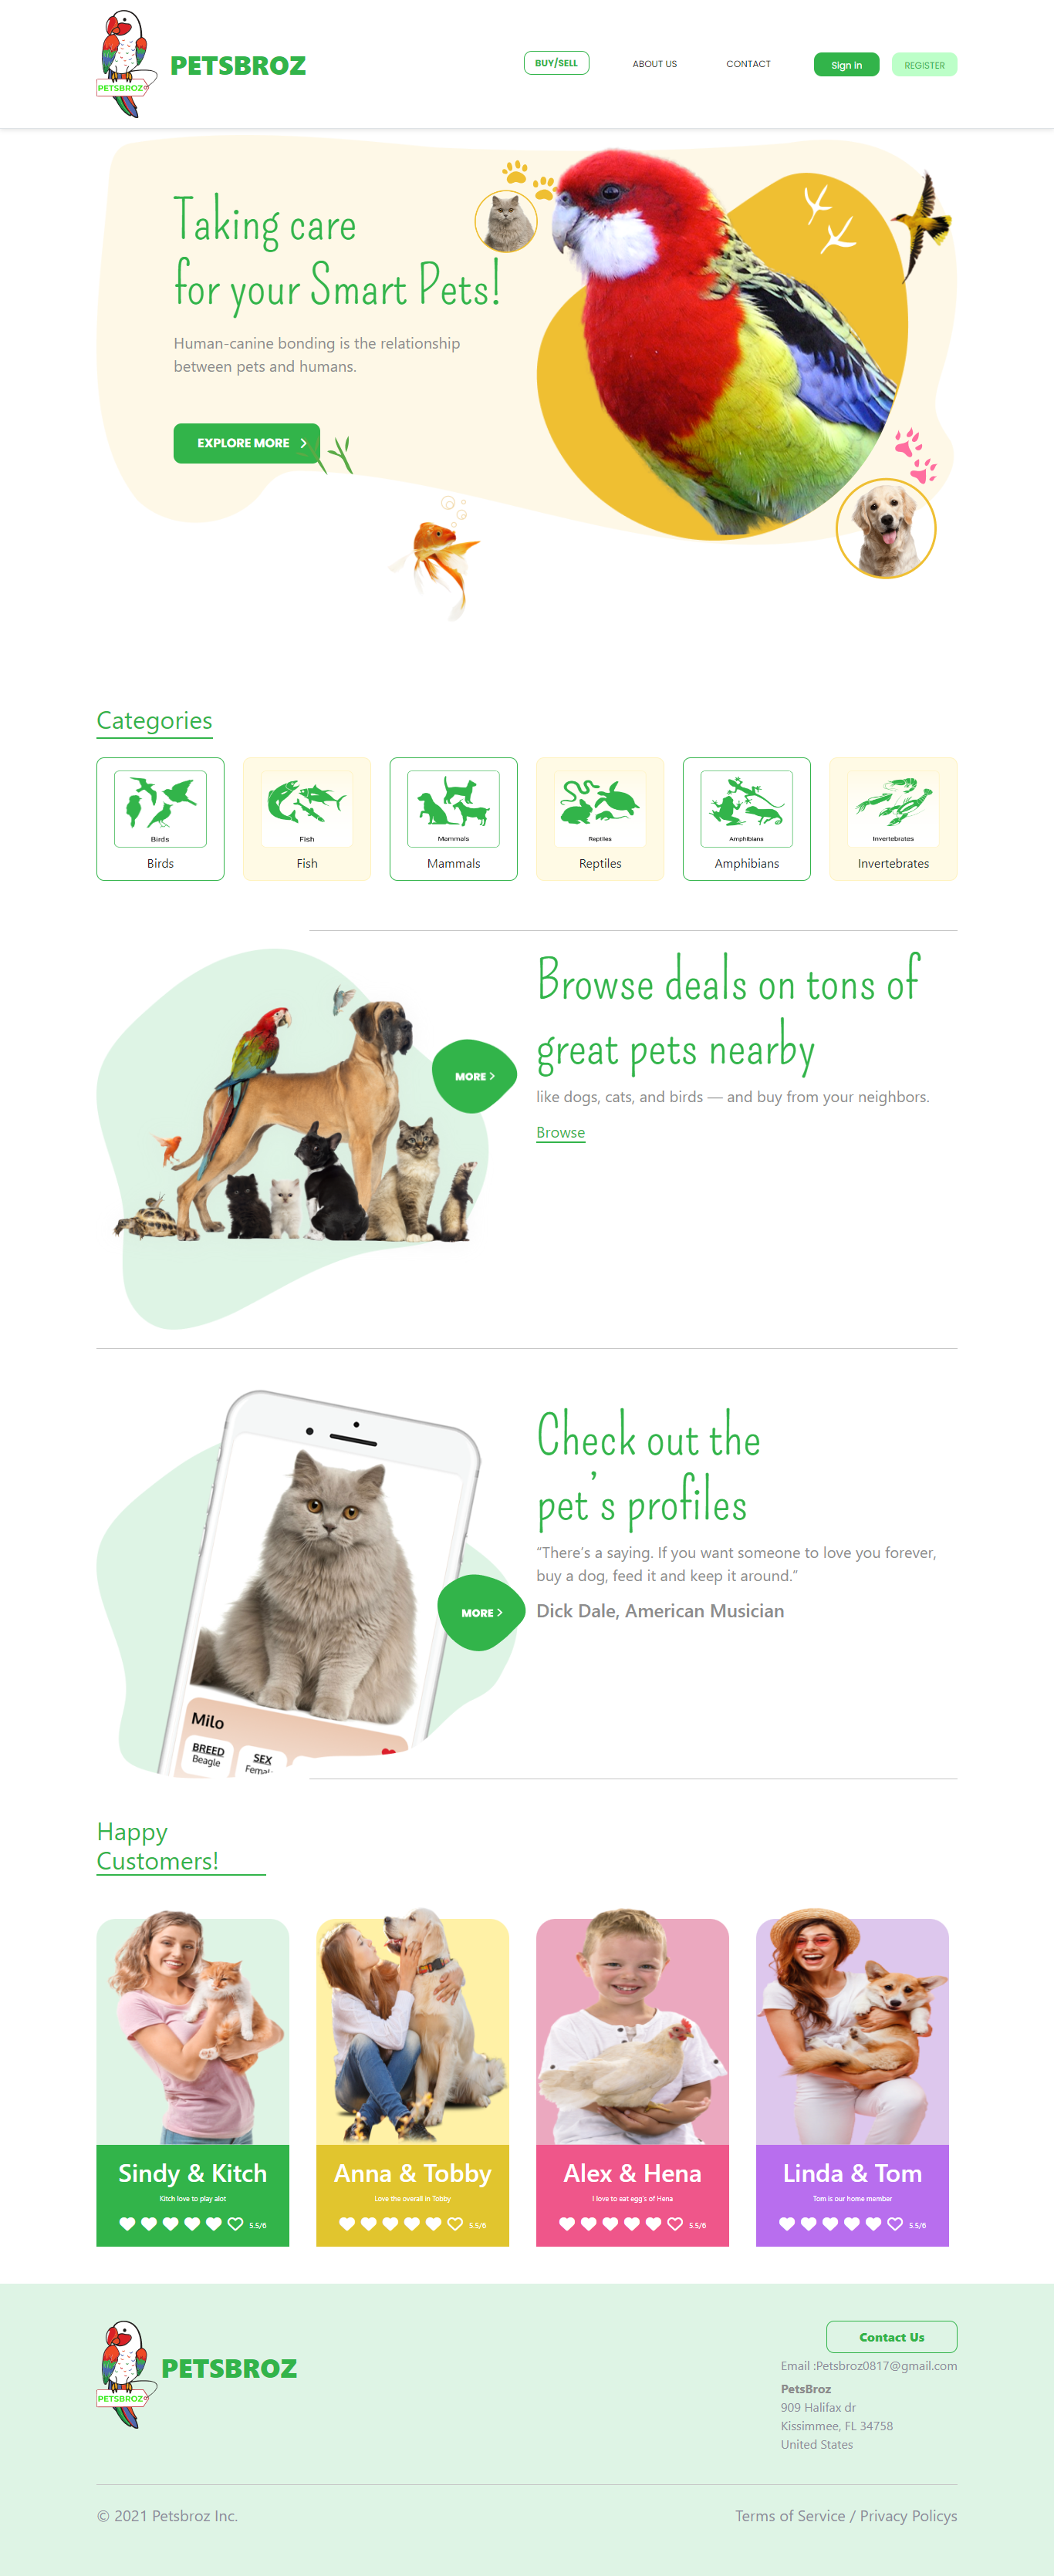 PETSBROZ
PETSBROZ
BUY/SELL
ABOUT US
CONTACT
Sign in
REGISTER
Taking care
for your Smart Pets!
Human-canine bonding is the relationship
between pets and humans.
EXPLORE MORE
Categories
Birds
Fish
Mammals
Reptiles
Amphibians
Invertebrates
Birds
Fish
Mammals
Reptiles
Amphibians
Invertebrates
Browse deals on tons of
great pets nearby
like dogs, cats, and birds — and buy from your neighbors.
Browse
MORE >
Check out the
pet's profiles
“There’s a saying. If you want someone to love you forever,
buy a dog, feed it and keep it around.”
Dick Dale, American Musician
MORE >
Milo
BREED
Beagle
SEX
Female
Happy
Customers!
Sindy & Kitch
Kitch love to play alot
5.5/6
Anna & Tobby
Love the overall in Tobby
5.5/6
Alex & Hena
I love to eat egg's of Hena
5.5/6
Linda & Tom
Tom is our home member
5.5/6
PETSBROZ
PETSBROZ
Contact Us
Email :Petsbroz0817@gmail.com
PetsBroz
909 Halifax dr
Kissimmee, FL 34758
United States
© 2021 Petsbroz Inc.
Terms of Service / Privacy Policys